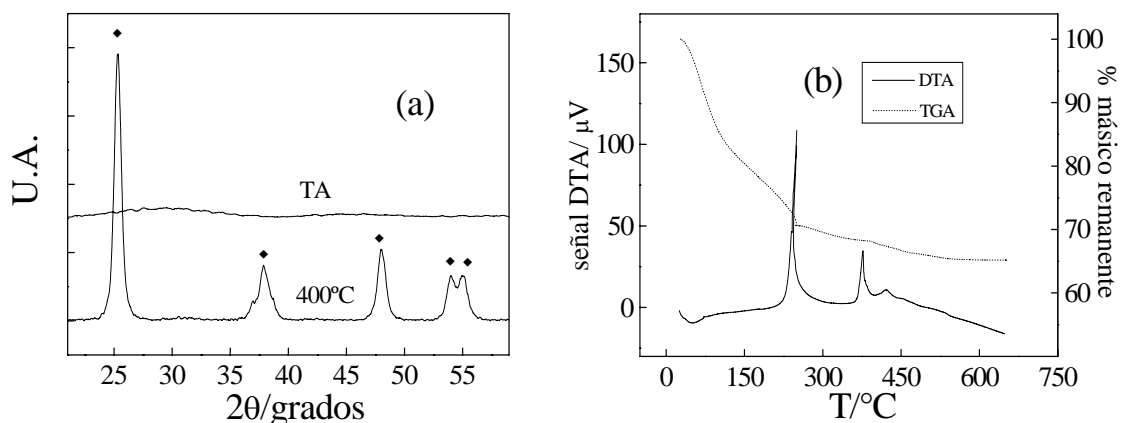 (a)
TA
400ºC
U.A.
25 30 35 40 45 50 55
2θ/grados
(b)
DTA
TGA
150
100
50
0
señal DTA/ μV
100
90
80
70
60
% másico remanente
0 150 300 450 600 750
T/°C